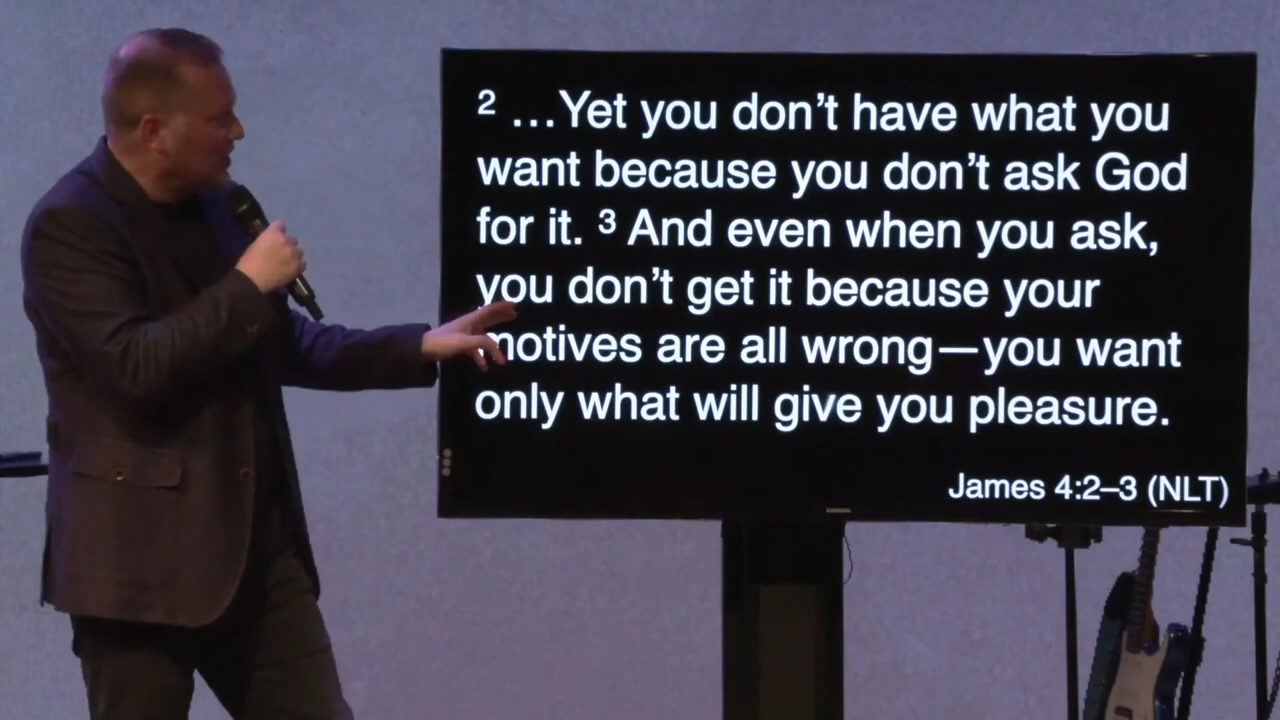 ² …Yet you don’t have what you
want because you don’t ask God
for it. ³ And even when you ask,
you don’t get it because your
motives are all wrong—you want
only what will give you pleasure.
James 4:2–3 (NLT)